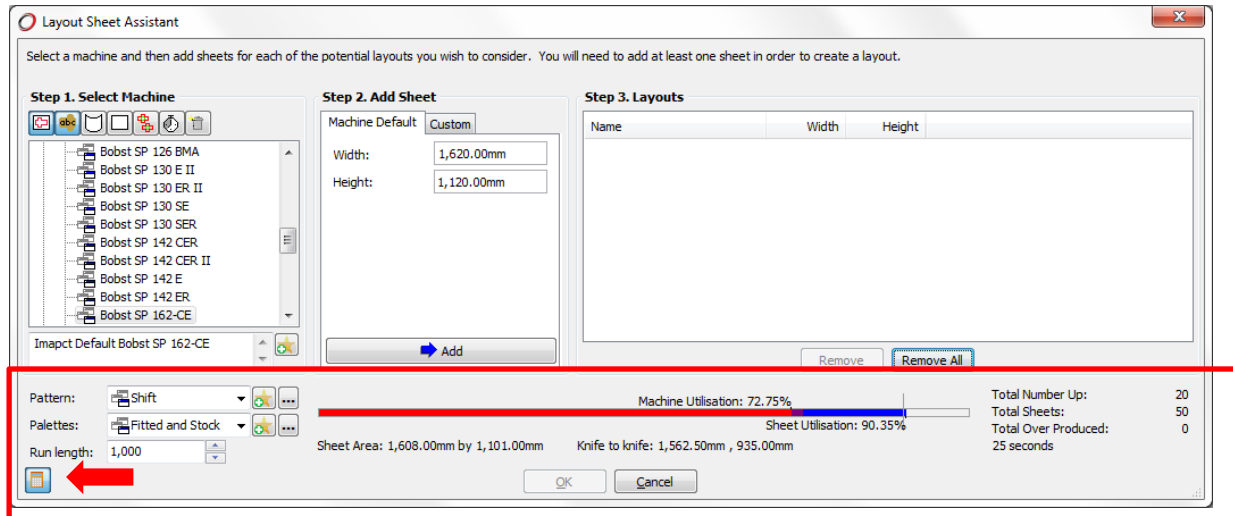 Layout Sheet Assistant
Select a machine and then add sheets for each of the potential layouts you wish to consider. You will need to add at least one sheet in order to create a layout.
Step 1. Select Machine
abc
Bobst SP 126 BMA
Bobst SP 130 E II
Bobst SP 130 ER II
Bobst SP 130 SE
Bobst SP 130 SER
Bobst SP 142 CER
Bobst SP 142 CER II
Bobst SP 142 E
Bobst SP 142 ER
Bobst SP 162-CE
Imapct Default Bobst SP 162-CE
Step 2. Add Sheet
Machine Default Custom
Width: 1,620.00mm
Height: 1,120.00mm
Add
Step 3. Layouts
Name Width Height
Remove Remove All
Pattern: Shift ...
Palettes: Fitted and Stock ...
Run length: 1,000
Machine Utilisation: 72.75%
Sheet Utilisation: 90.35%
Sheet Area: 1,608.00mm by 1,101.00mm Knife to knife: 1,562.50mm , 935.00mm
Total Number Up: 20
Total Sheets: 50
Total Over Produced: 0
25 seconds
OK Cancel